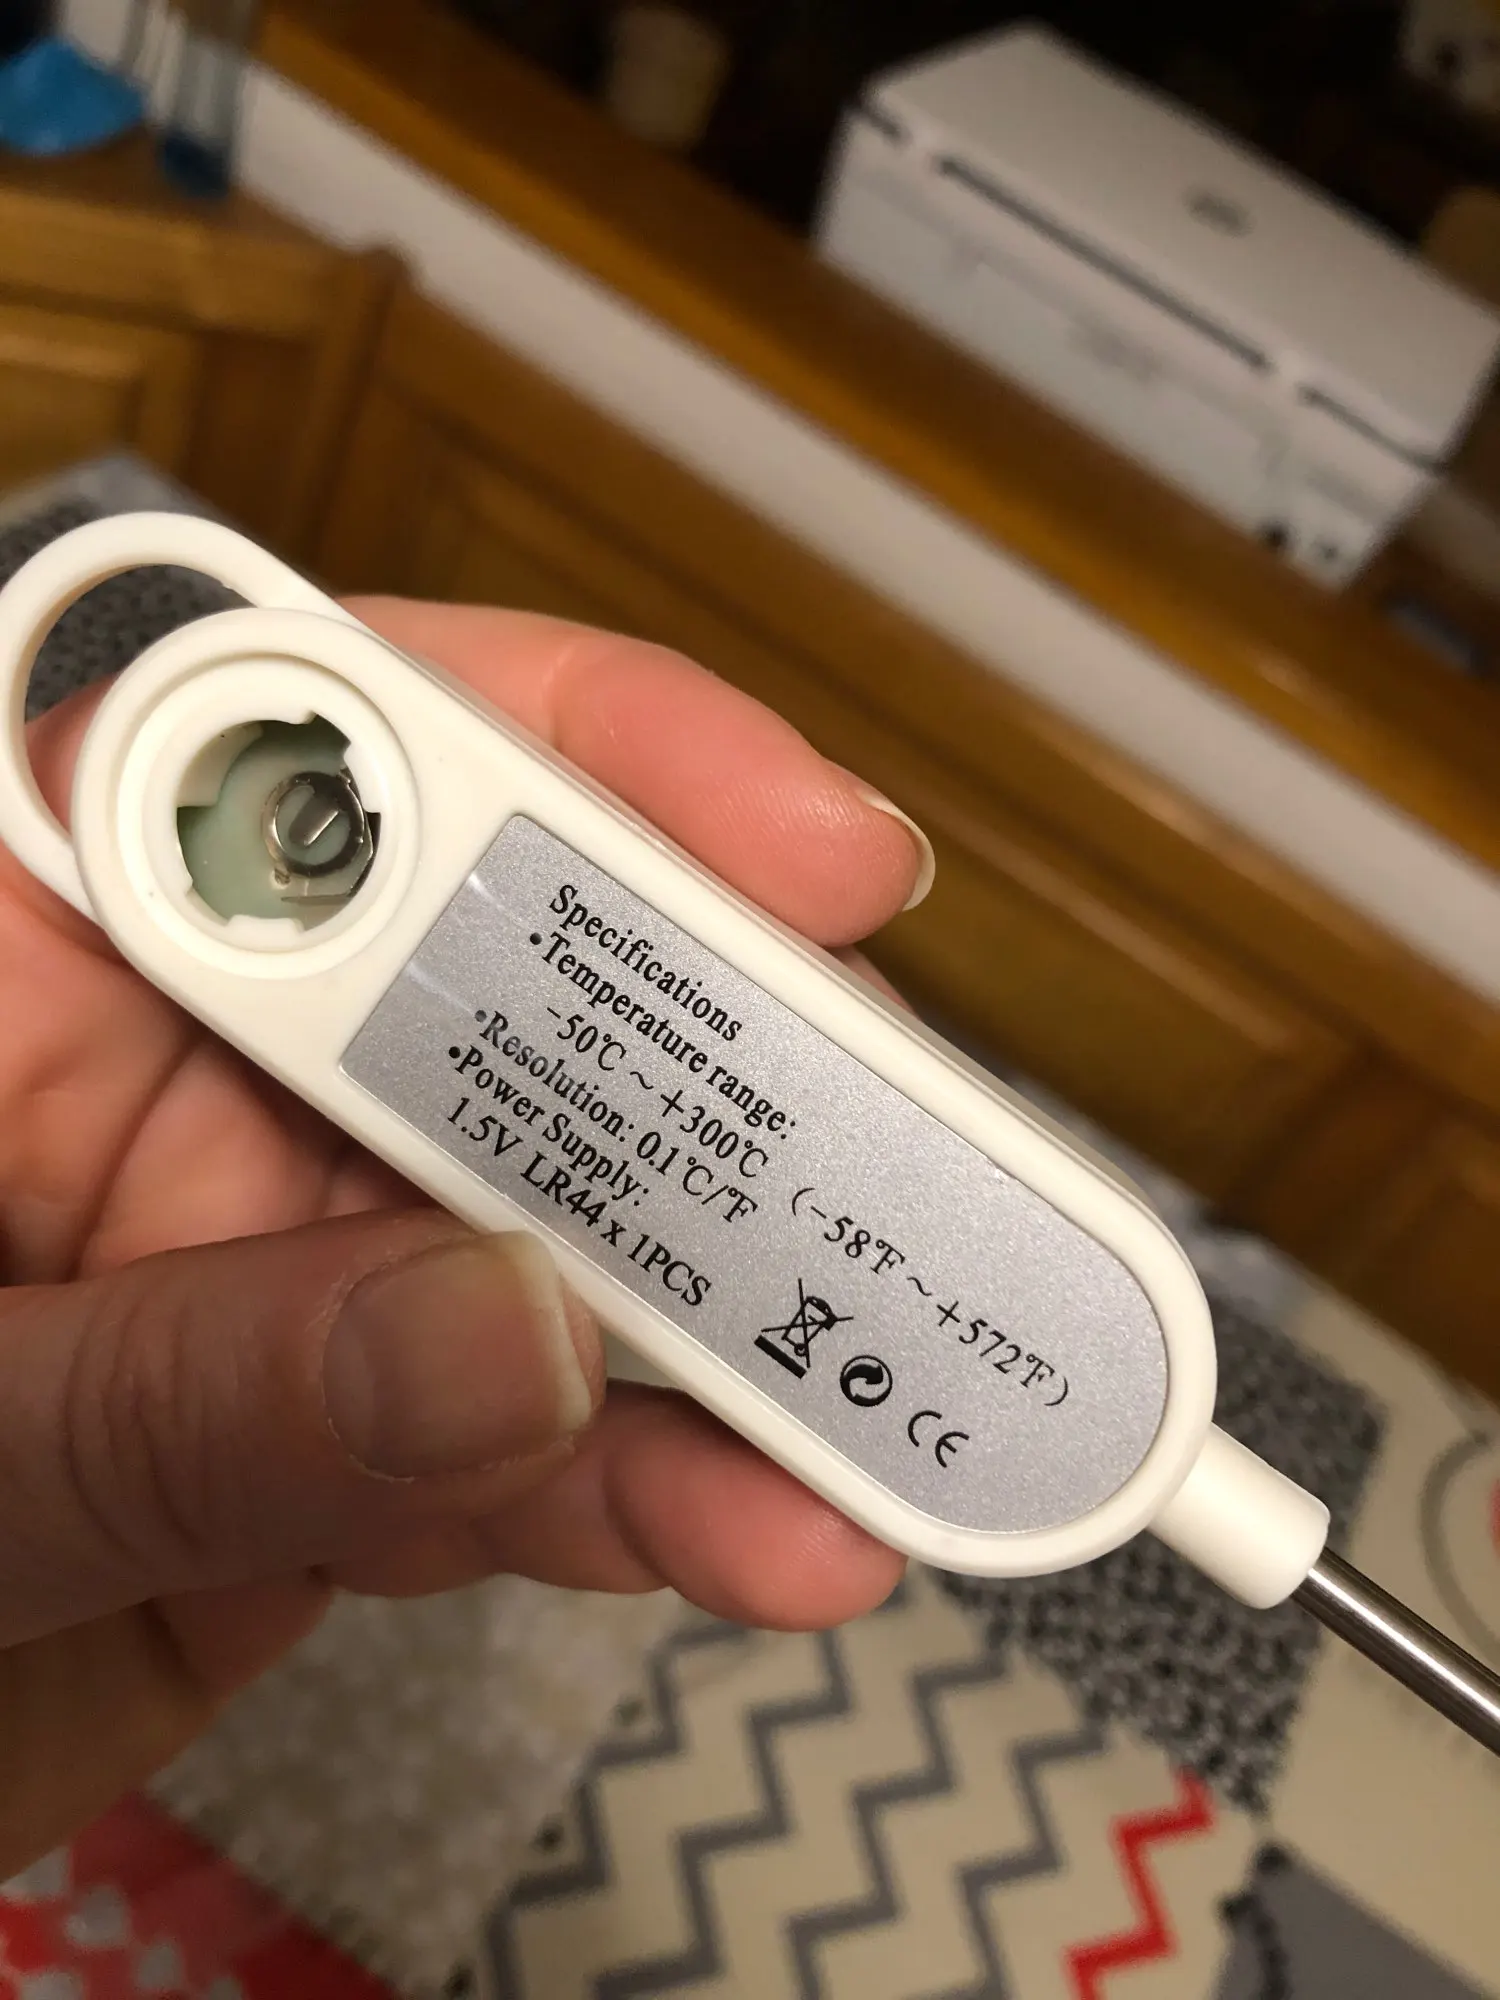 Specifications
•Temperature range:
-50℃～+300℃ （-58℉～+572℉）
•Resolution: 0.1℃/℉
•Power Supply:
1.5V LR44 x 1PCS
CE